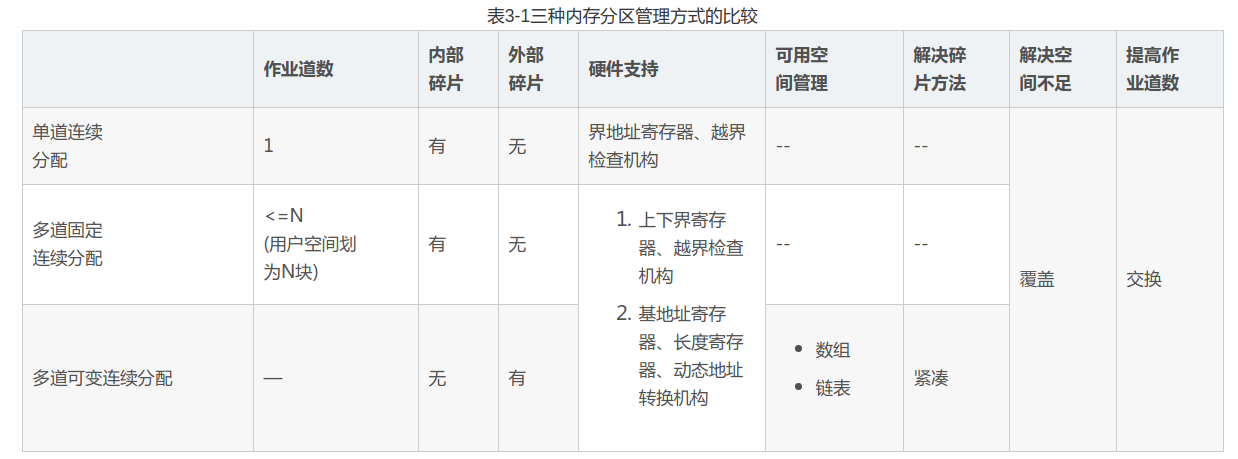 表3-1三种内存分区管理方式的比较
作业道数
内部
碎片
外部
碎片
硬件支持
可用空
间管理
解决碎
片方法
解决空
间不足
提高作
业道数
单道连续
分配
1
有
无
界地址寄存器、越界
检查机构
--
--
多道固定
连续分配
<=N
(用户空间划
为N块)
有
无
1. 上下界寄存
器、越界检查
机构
2. 基地址寄存
器、长度寄存
器、动态地址
转换机构
--
--
覆盖
交换
多道可变连续分配
—
无
有
• 数组
• 链表
紧凑